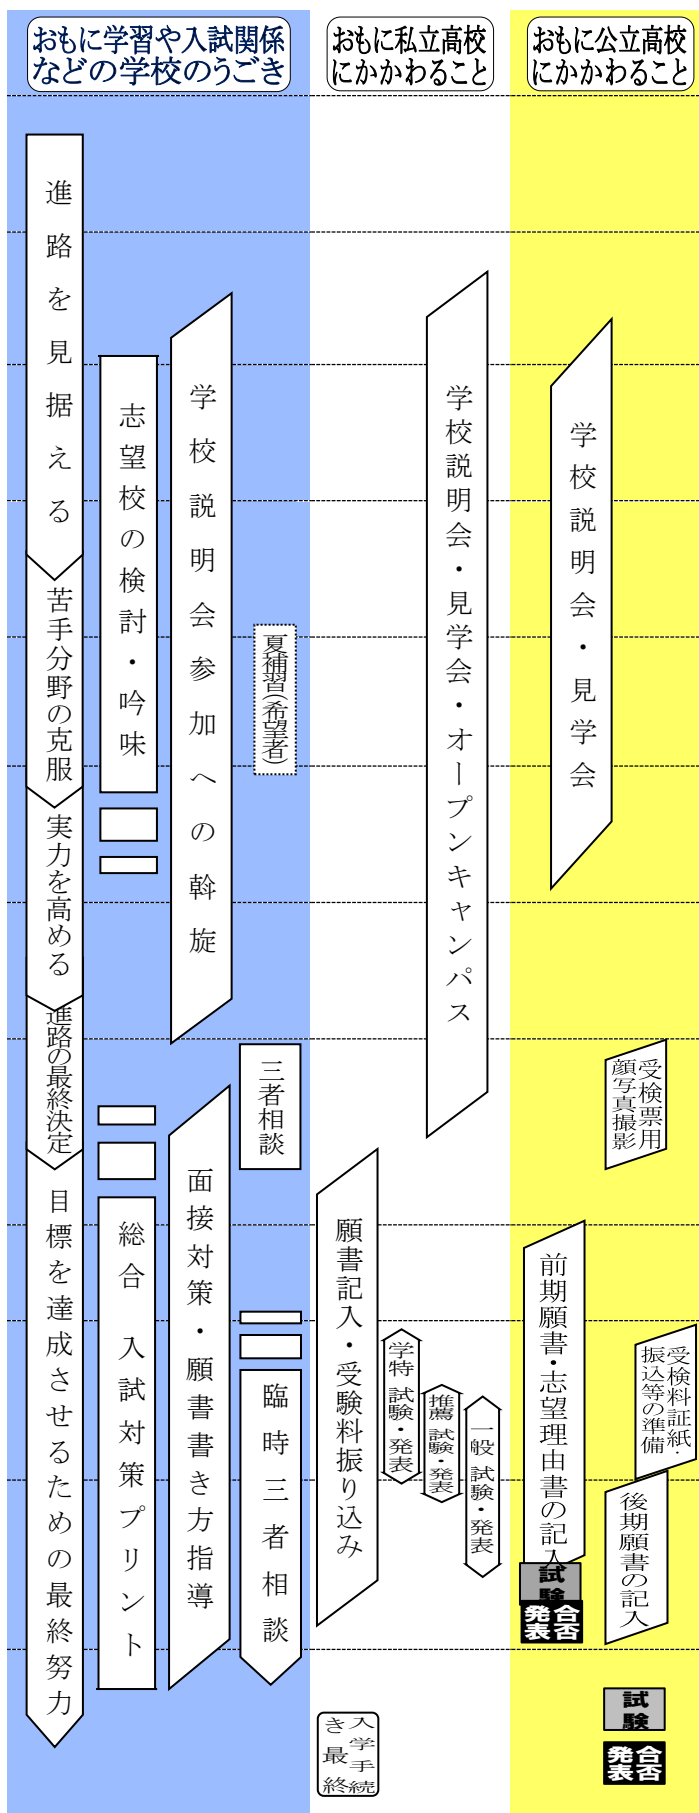 おもに学習や入試関係
などの学校のうごき
おもに私立高校
にかかわること
おもに公立高校
にかかわること
進路を見据える
苦手分野の克服
実力を高める
進路の最終決定
目標を達成させるための最終努力
志望校の検討・吟味
総合 入試対策プリント
学校説明会参加への斡旋
面接対策・願書書き方指導
夏補習(希望者)
三者相談
臨時三者相談
学校説明会・見学会・オープンキャンパス
願書記入・受験料振り込み
学特 試験・発表
推薦 試験・発表
一般 試験・発表
入学手続
き最終
学校説明会・見学会
受検票用
顔写真撮影
前期願書・志望理由書の記入
試験
合否
発表
受検料証紙・
振込等の準備
後期願書の記入
試験
合否
発表